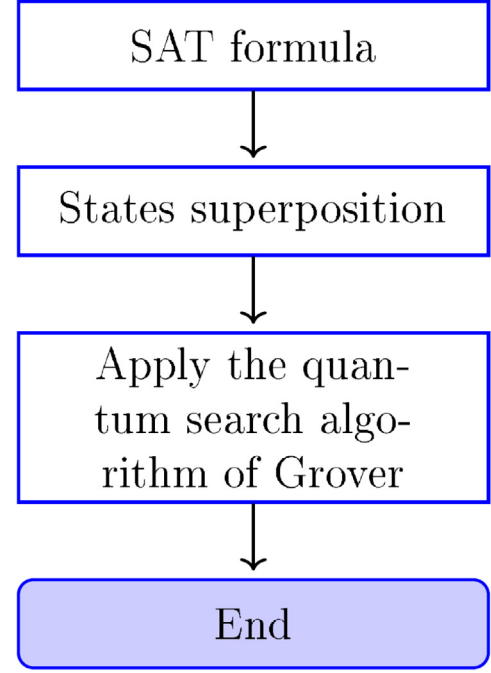 SAT formula
States superposition
Apply the quan-
tum search algo-
rithm of Grover
End